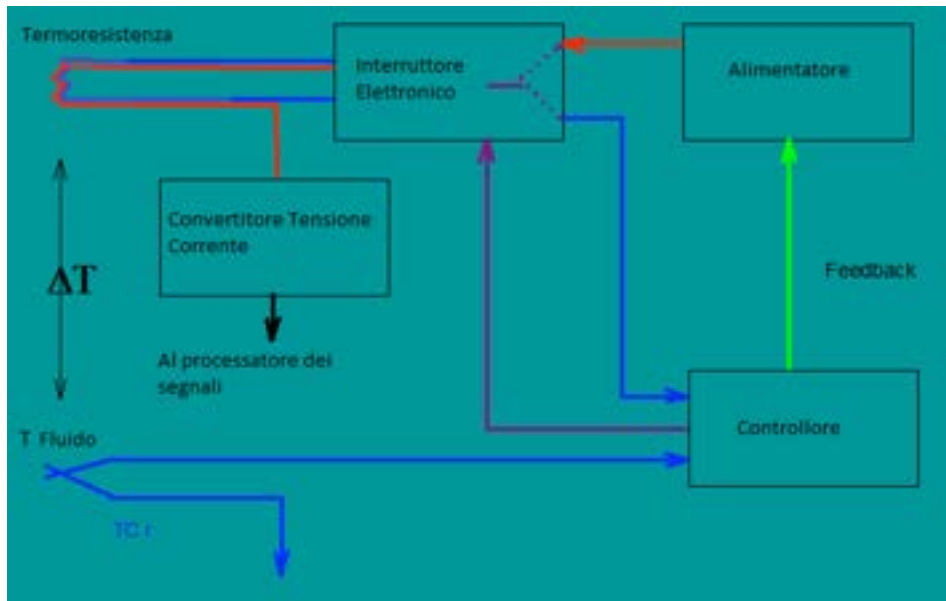 Termoresistenza
Interruttore
Elettronico
Alimentatore
Convertitore Tensione
Corrente
ΔT
Feedback
Al processatore dei
segnali
T Fluido
Controllore
TC r